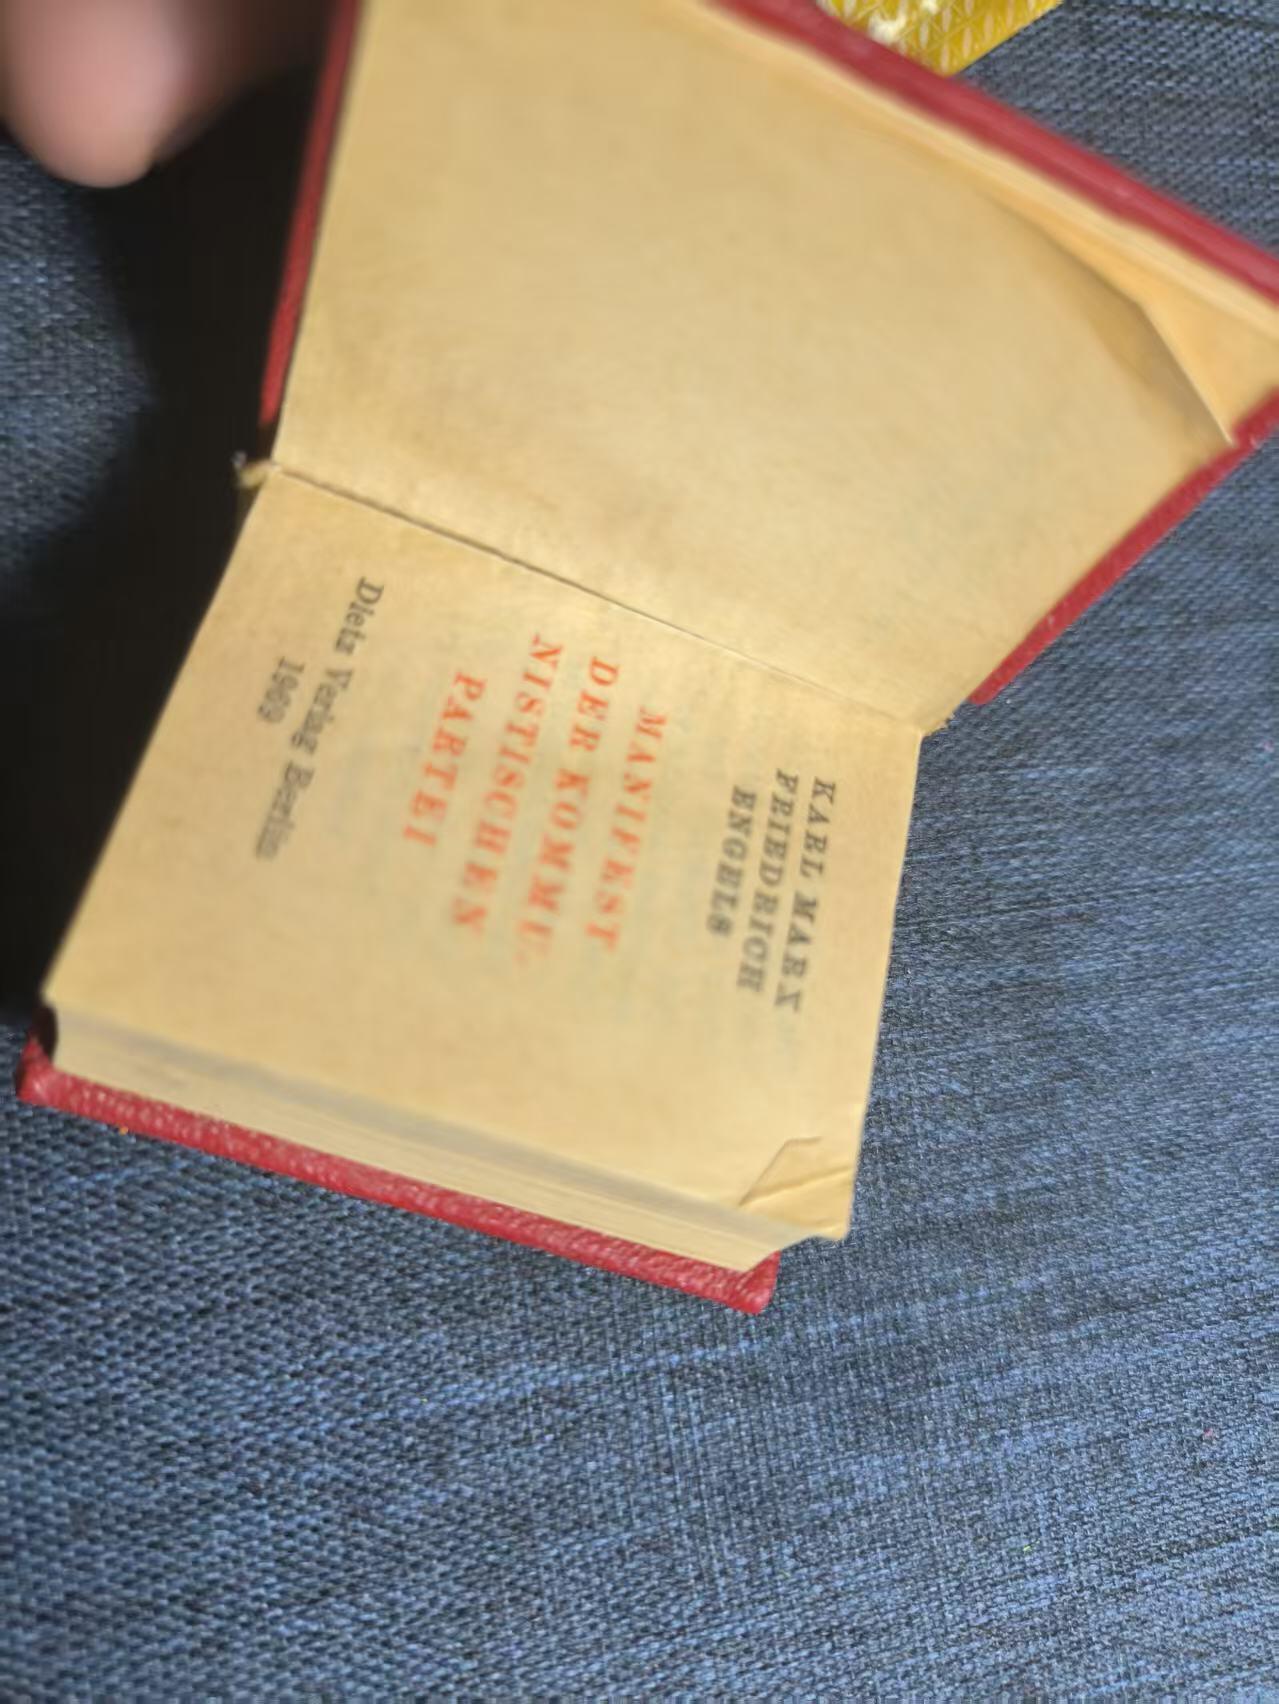 KARL MARX
FRIEDRICH
ENGELS
MANIFEST
DER KOMMU-
NISTISCHEN
PARTEI
Dietz Verlag Berlin
1969